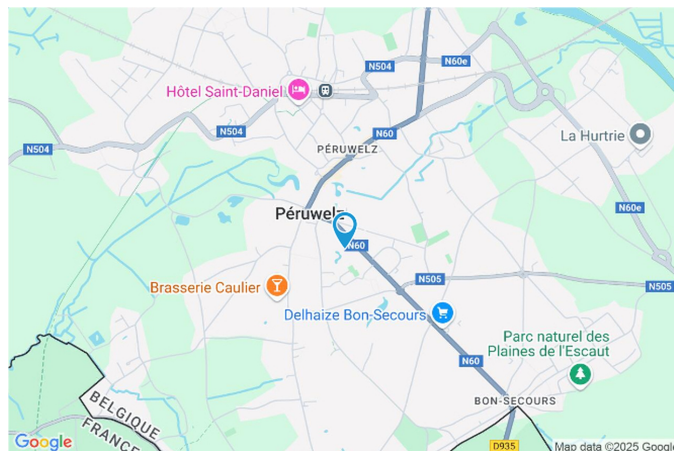 N60e
N504
Hôtel Saint-Daniel
N504
N60
N504
La Hurtrie
PÉRUWELZ
N60e
Péruwelz
N60
N505
N505
Brasserie Caulier
Delhaize Bon-Secours
Parc naturel des
Plaines de l'Escaut
N60
BELGIQUE
FRANCE
BON-SECOURS
Google
D935
Map data ©2025 Google